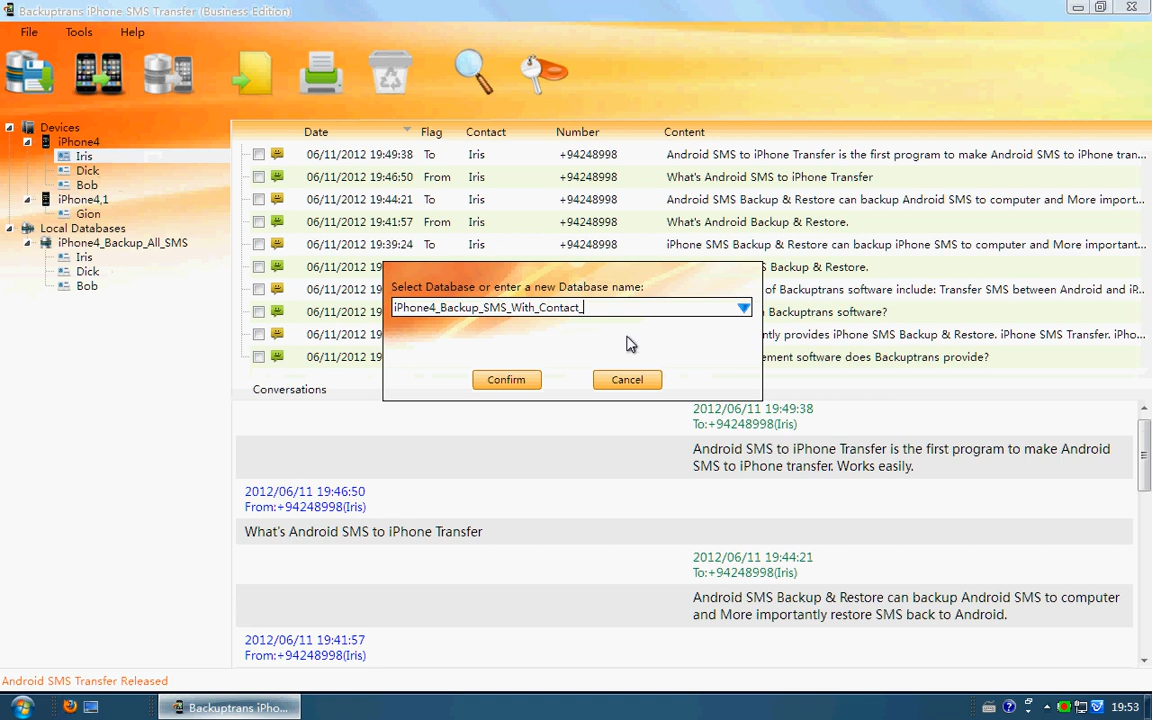 Backuptrans iPhone SMS Transfer (Business Edition)
File Tools Help
Devices
iPhone4
Iris
Dick
Bob
iPhone4,1
Gion
Local Databases
iPhone4_Backup_All_SMS
Iris
Dick
Bob
Date Flag Contact Number Content
06/11/2012 19:49:38 To Iris +94248998 Android SMS to iPhone Transfer is the first program to make Android SMS to iPhone tran...
06/11/2012 19:46:50 From Iris +94248998 What's Android SMS to iPhone Transfer
06/11/2012 19:44:21 To Iris +94248998 Android SMS Backup & Restore can backup Android SMS to computer and More import...
06/11/2012 19:41:57 From Iris +94248998 What's Android Backup & Restore.
06/11/2012 19:39:24 To Iris +94248998 iPhone SMS Backup & Restore can backup iPhone SMS to computer and More important...
06/11/2012 19 S Backup & Restore.
06/11/2012 19 of Backuptrans software include: Transfer SMS between Android and iP...
06/11/2012 19 Backuptrans software?
06/11/2012 19 ntly provides iPhone SMS Backup & Restore. iPhone SMS Transfer. iPho...
06/11/2012 19 ement software does Backuptrans provide?
Select Database or enter a new Database name:
iPhone4_Backup_SMS_With_Contact_
Confirm Cancel
Conversations
2012/06/11 19:49:38
To:+94248998(Iris)
Android SMS to iPhone Transfer is the first program to make Android
SMS to iPhone transfer. Works easily.
2012/06/11 19:46:50
From:+94248998(Iris)
What's Android SMS to iPhone Transfer
2012/06/11 19:44:21
To:+94248998(Iris)
Android SMS Backup & Restore can backup Android SMS to computer
and More importantly restore SMS back to Android.
2012/06/11 19:41:57
From:+94248998(Iris)
Android SMS Transfer Released
Backuptrans iPho...
19:53